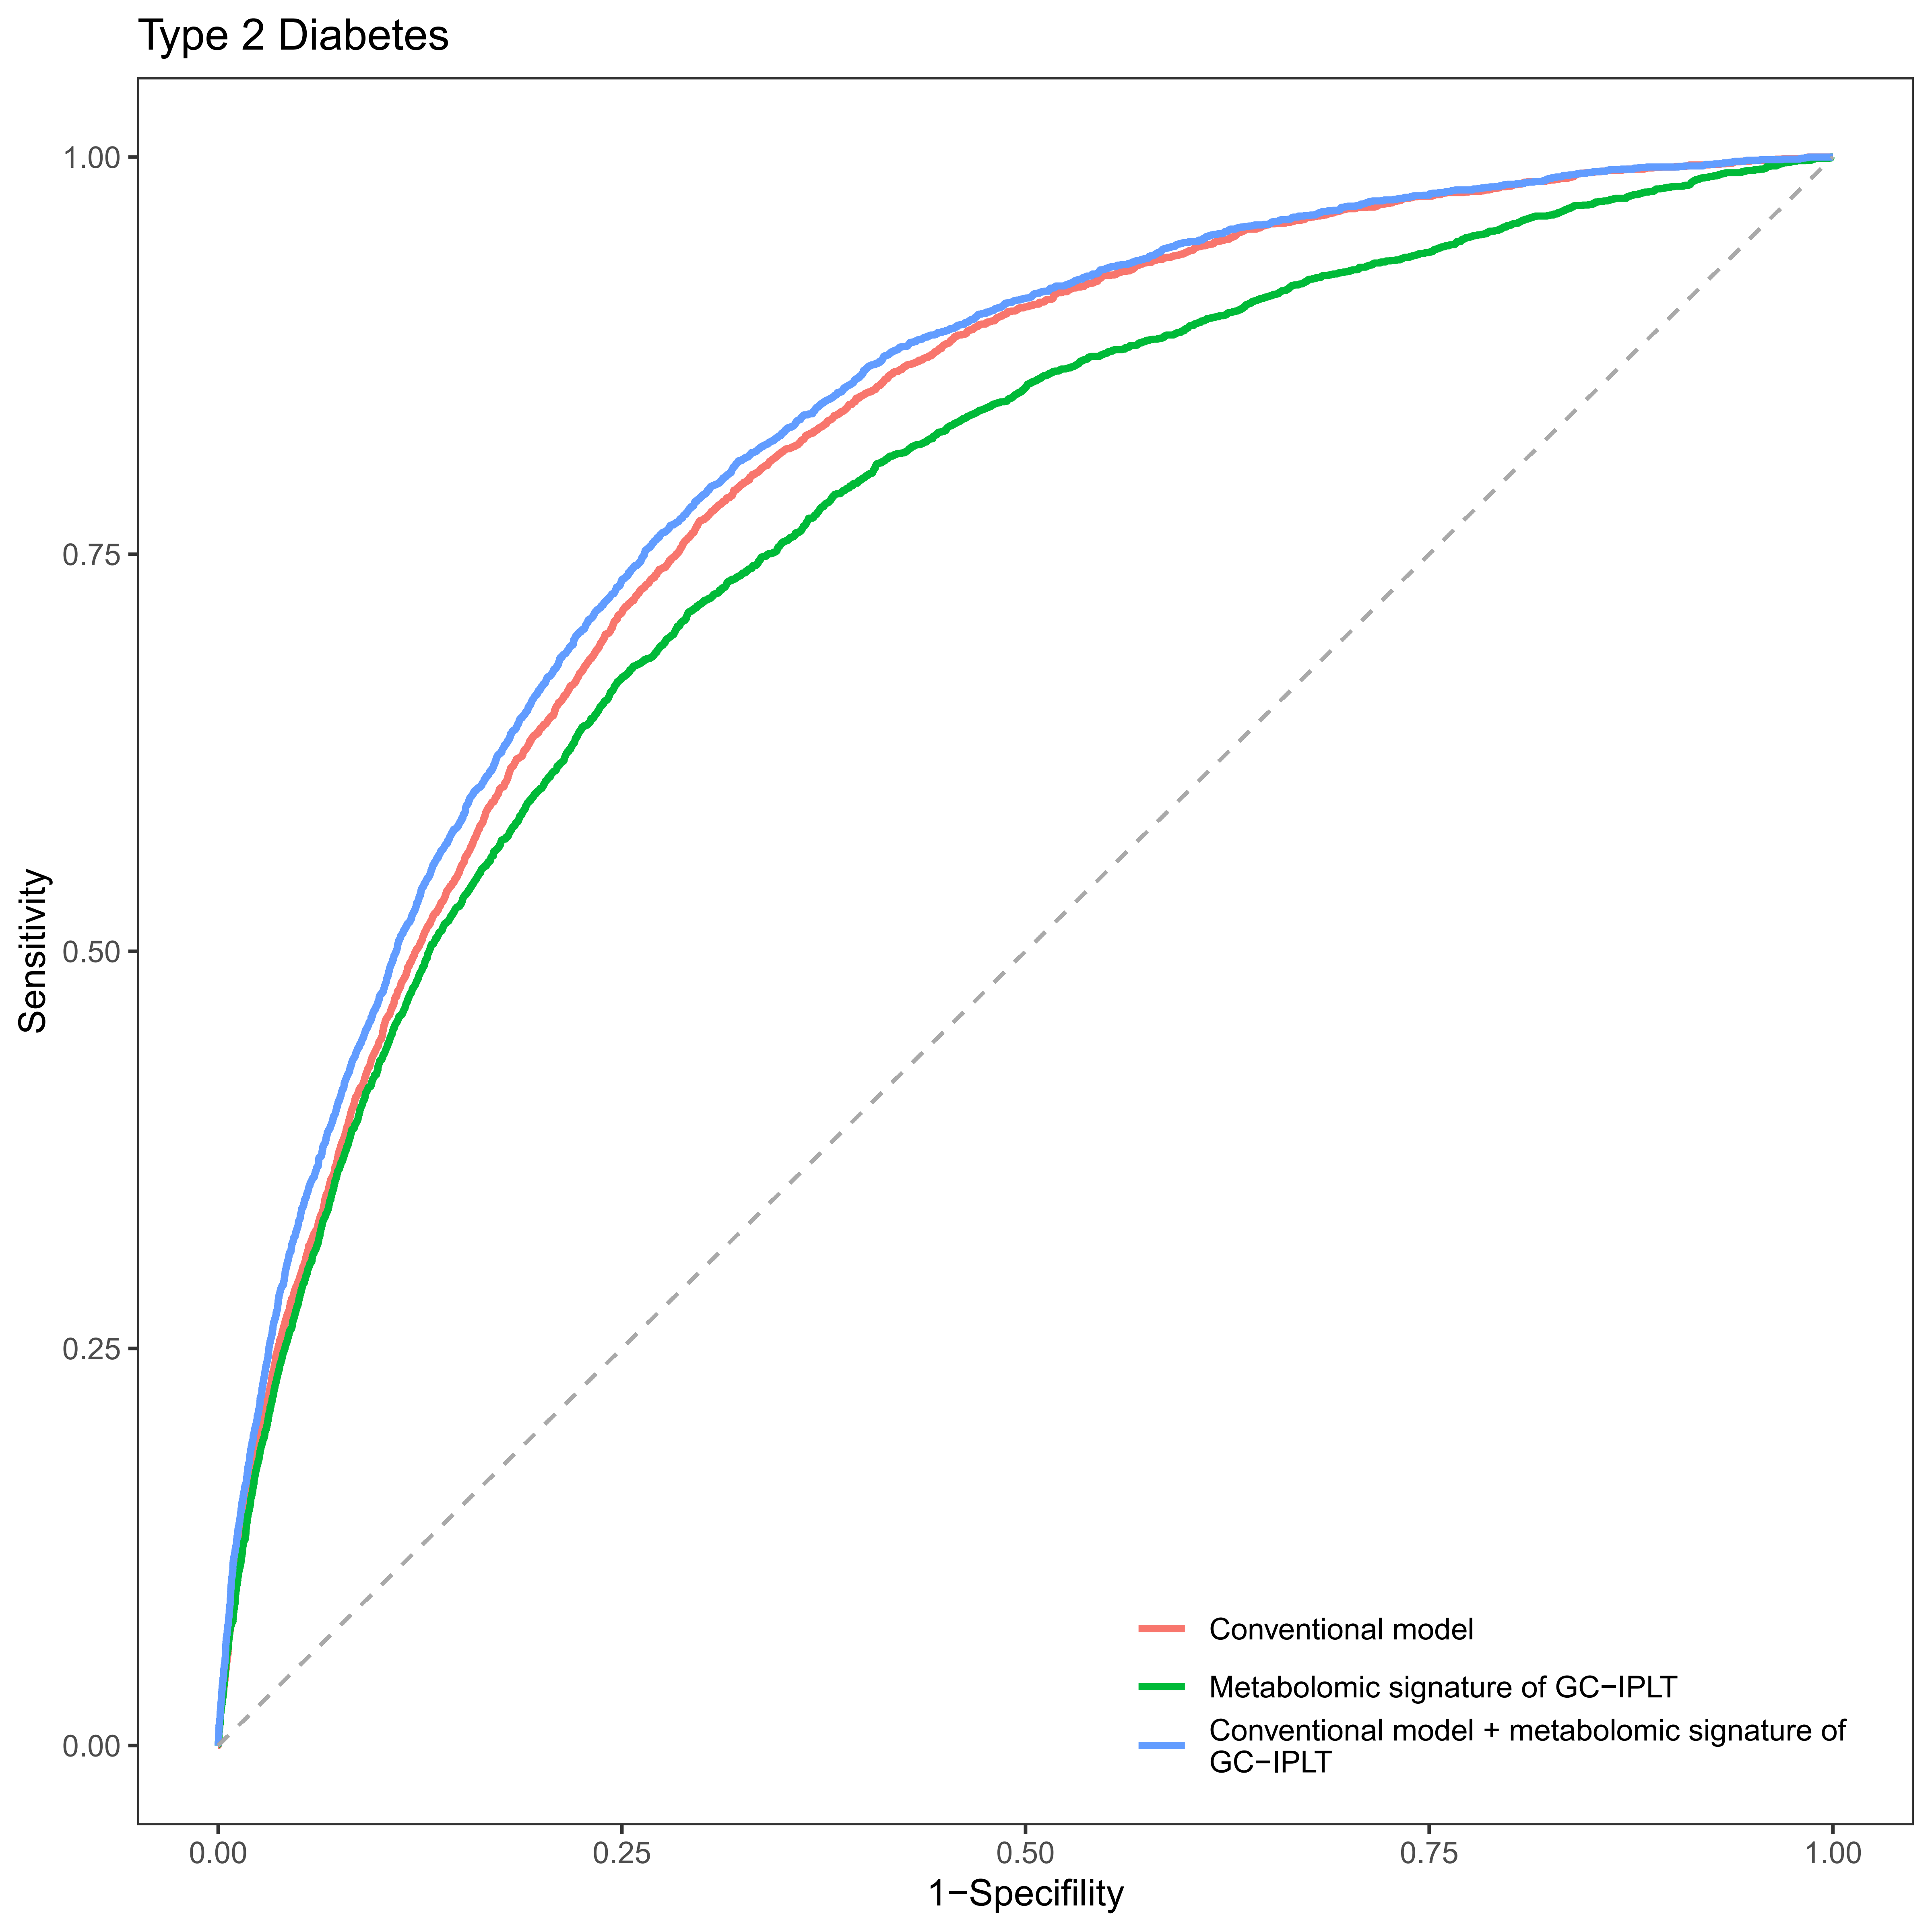 Type 2 Diabetes
1.00
0.75
0.50
0.25
0.00
Sensitivity
Conventional model
Metabolomic signature of GC−IPLT
Conventional model + metabolomic signature of
GC−IPLT
0.00
0.25
0.50
0.75
1.00
1−Specifility